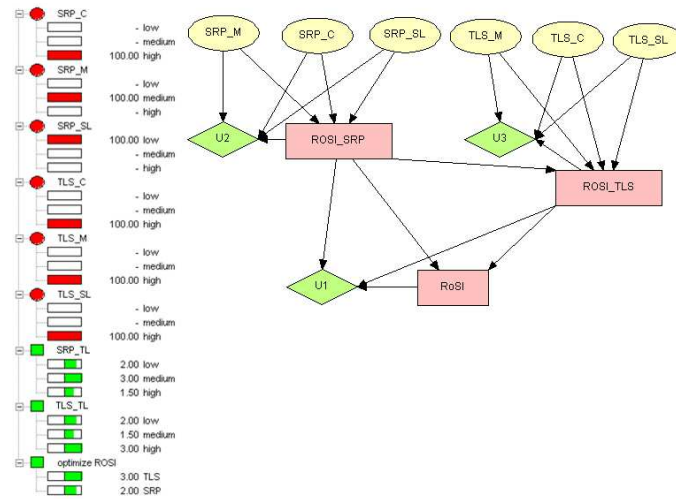 SRP_C
- low
- medium
100.00 high
SRP_M
- low
100.00 medium
- high
SRP_SL
100.00 low
- medium
- high
TLS_C
- low
- medium
100.00 high
TLS_M
- low
- medium
100.00 high
TLS_SL
- low
- medium
100.00 high
SRP_TL
2.00 low
3.00 medium
1.50 high
TLS_TL
2.00 low
1.50 medium
3.00 high
optimize ROSI
3.00 TLS
2.00 SRP
SRP_M
SRP_C
SRP_SL
TLS_M
TLS_C
TLS_SL
U2
ROSI_SRP
U3
ROSI_TLS
U1
RoSI